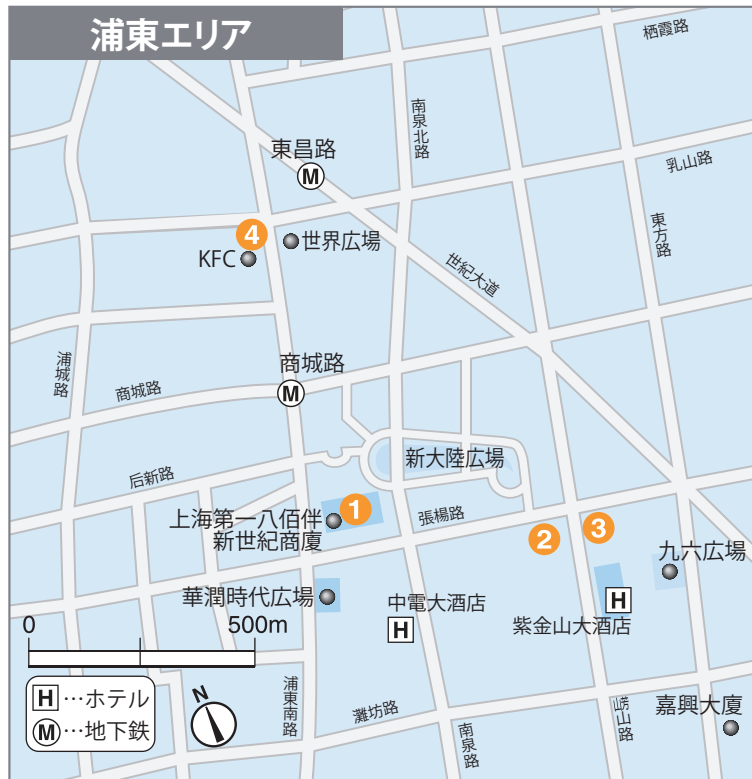 浦東エリア
栖霞路
南泉北路
東昌路
M
乳山路
東方路
4
世界広場
KFC
世紀大道
浦城路
商城路
M
商城路
新大陸広場
后新路
1
上海第一八佰伴
新世紀商廈
張楊路
2
3
九六広場
華潤時代広場
中電大酒店
H
H
紫金山大酒店
0
500m
H…ホテル
M…地下鉄
N
浦東南路
灘坊路
南泉路
嶗山路
嘉興大廈